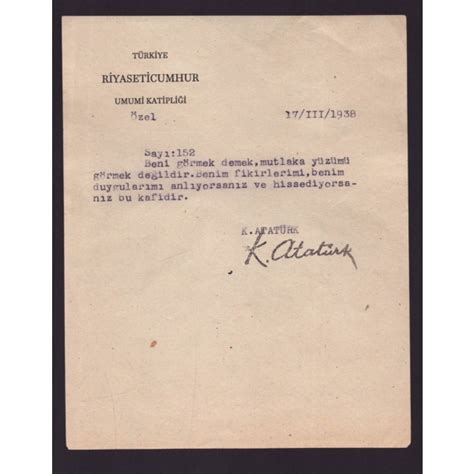 TÜRKİYE
RİYASETİCUMHUR
UMUMİ KATİPLİĞİ
Özel
17/III/1938
Sayı:152
Beni görmek demek,mutlaka yüzümü
görmek değildir.Benim fikirlerimi,benim
duygularımı anlıyorsanız ve hissediyorsa-
nız bu kafidir.
K.ATATÜRK
K. Atatürk